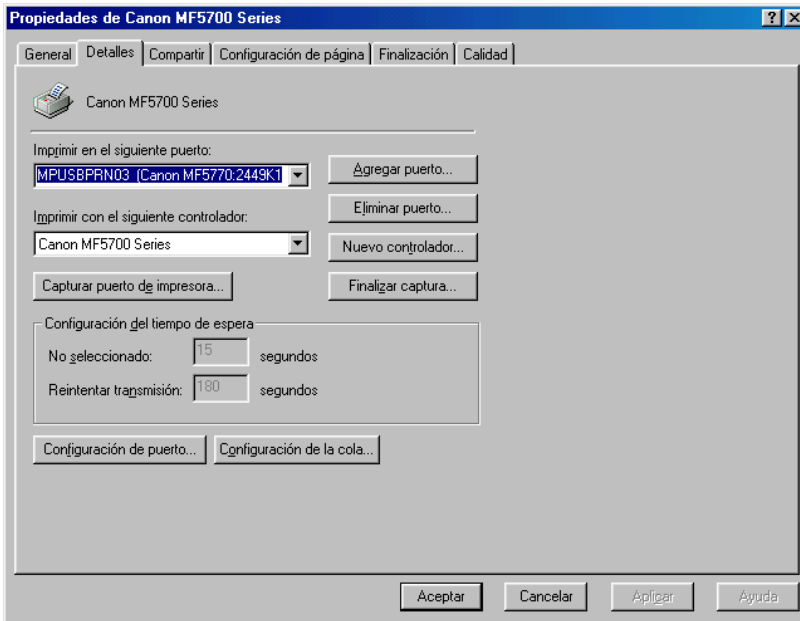 Propiedades de Canon MF5700 Series
General Detalles Compartir Configuración de página Finalización Calidad
Canon MF5700 Series
Imprimir en el siguiente puerto:
MPUSBPRN03 (Canon MF5770:2449K1
Agregar puerto...
Eliminar puerto...
Imprimir con el siguiente controlador:
Canon MF5700 Series
Nuevo controlador...
Capturar puerto de impresora...
Finalizar captura...
Configuración del tiempo de espera
No seleccionado: 15 segundos
Reintentar transmisión: 180 segundos
Configuración de puerto... Configuración de la cola...
Aceptar Cancelar Aplicar Ayuda